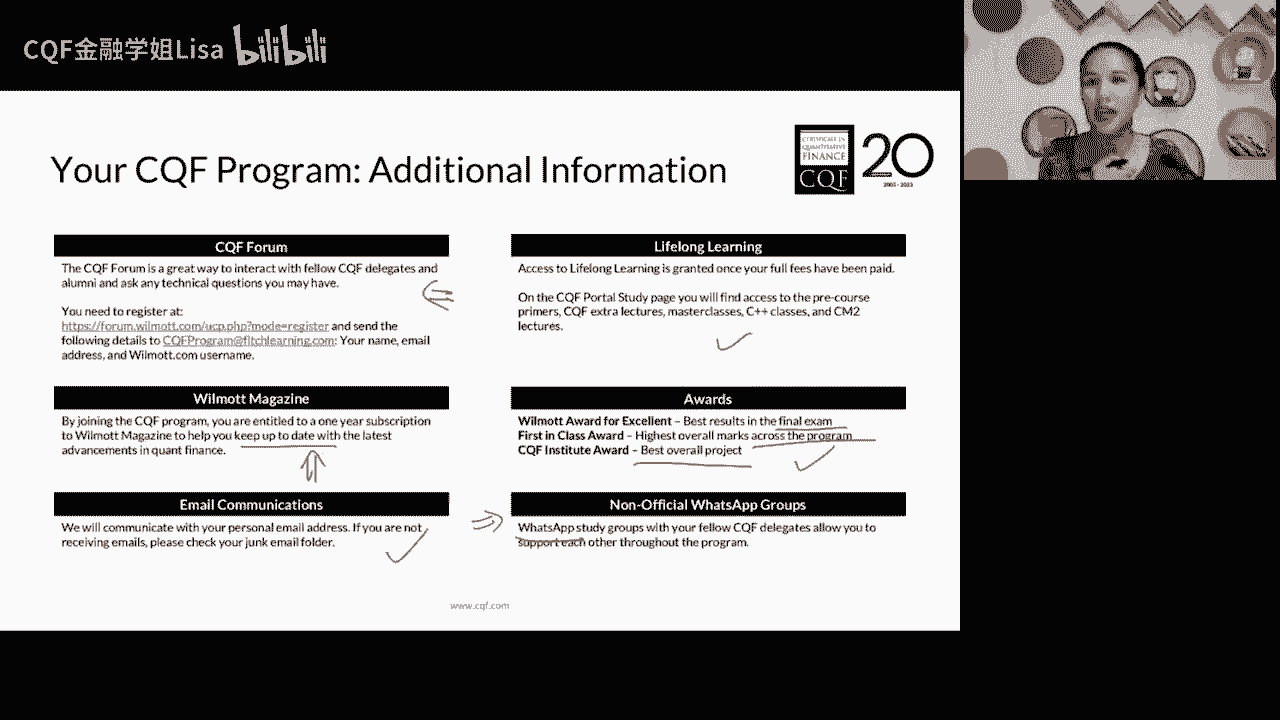 CQF金融学姐Lisa bilibili
Your CQF Program: Additional Information
CERTIFICATE IN
QUANTITATIVE
FINANCE
CQF
20
2003 - 2023
CQF Forum
The CQF Forum is a great way to interact with fellow CQF delegates and
alumni and ask any technical questions you may have.
You need to register at:
https://forum.wilmott.com/ucp.php?mode=register and send the
following details to CQFProgram@fitchlearning.com: Your name, email
address, and Wilmott.com username.
Lifelong Learning
Access to Lifelong Learning is granted once your full fees have been paid.
On the CQF Portal Study page you will find access to the pre-course
primers, CQF extra lectures, masterclasses, C++ classes, and CM2
lectures.
Wilmott Magazine
By joining the CQF program, you are entitled to a one year subscription
to Wilmott Magazine to help you keep up to date with the latest
advancements in quant finance.
Awards
Wilmott Award for Excellent – Best results in the final exam
First in Class Award – Highest overall marks across the program
CQF Institute Award – Best overall project
Email Communications
We will communicate with your personal email address. If you are not
receiving emails, please check your junk email folder.
Non-Official WhatsApp Groups
WhatsApp study groups with your fellow CQF delegates allow you to
support each other throughout the program.
www.cqf.com